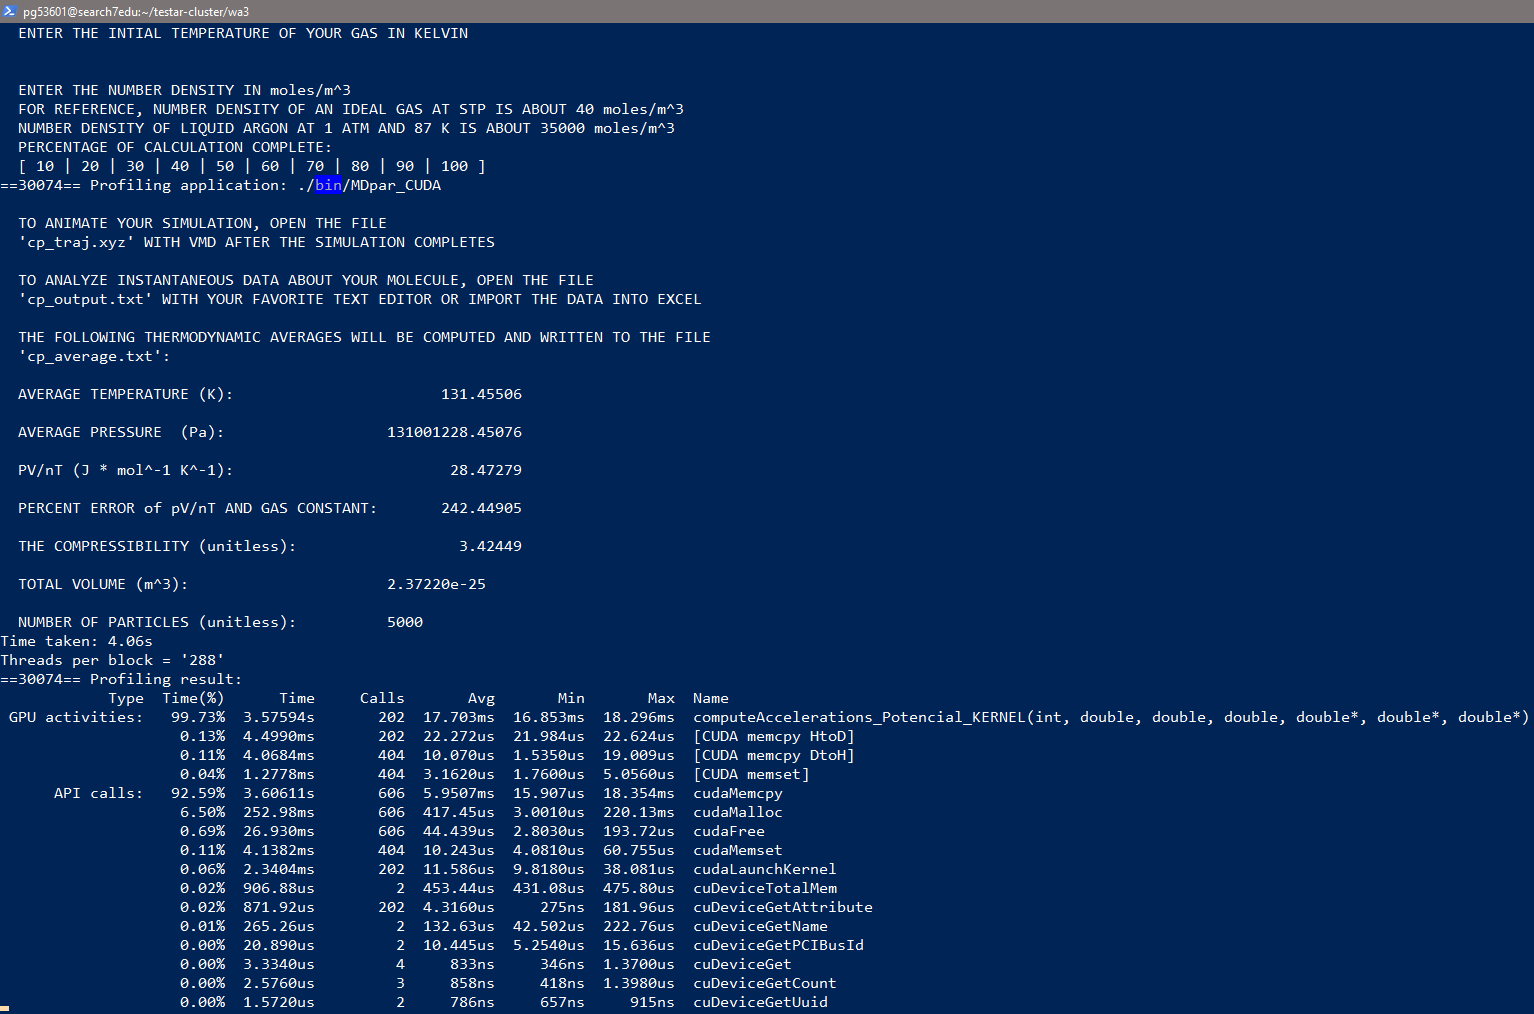 pg53601@search7edu:~/testar-cluster/wa3
ENTER THE INTIAL TEMPERATURE OF YOUR GAS IN KELVIN
ENTER THE NUMBER DENSITY IN moles/m^3
FOR REFERENCE, NUMBER DENSITY OF AN IDEAL GAS AT STP IS ABOUT 40 moles/m^3
NUMBER DENSITY OF LIQUID ARGON AT 1 ATM AND 87 K IS ABOUT 35000 moles/m^3
PERCENTAGE OF CALCULATION COMPLETE:
[ 10 | 20 | 30 | 40 | 50 | 60 | 70 | 80 | 90 | 100 ]
==30074== Profiling application: ./bin/MDpar_CUDA
TO ANIMATE YOUR SIMULATION, OPEN THE FILE
'cp_traj.xyz' WITH VMD AFTER THE SIMULATION COMPLETES
TO ANALYZE INSTANTANEOUS DATA ABOUT YOUR MOLECULE, OPEN THE FILE
'cp_output.txt' WITH YOUR FAVORITE TEXT EDITOR OR IMPORT THE DATA INTO EXCEL
THE FOLLOWING THERMODYNAMIC AVERAGES WILL BE COMPUTED AND WRITTEN TO THE FILE
'cp_average.txt':
AVERAGE TEMPERATURE (K): 131.45506
AVERAGE PRESSURE (Pa): 131001228.45076
PV/nT (J * mol^-1 K^-1): 28.47279
PERCENT ERROR of pV/nT AND GAS CONSTANT: 242.44905
THE COMPRESSIBILITY (unitless): 3.42449
TOTAL VOLUME (m^3): 2.37220e-25
NUMBER OF PARTICLES (unitless): 5000
Time taken: 4.06s
Threads per block = '288'
==30074== Profiling result:
Type Time(%) Time Calls Avg Min Max Name
GPU activities: 99.73% 3.57594s 202 17.703ms 16.853ms 18.296ms computeAccelerations_Potencial_KERNEL(int, double, double, double, double*, double*, double*)
0.13% 4.4990ms 202 22.272us 21.984us 22.624us [CUDA memcpy HtoD]
0.11% 4.0684ms 404 10.070us 1.5350us 19.009us [CUDA memcpy DtoH]
0.04% 1.2778ms 404 3.1620us 1.7600us 5.0560us [CUDA memset]
API calls: 92.59% 3.60611s 606 5.9507ms 15.907us 18.354ms cudaMemcpy
6.50% 252.98ms 606 417.45us 3.0010us 220.13ms cudaMalloc
0.69% 26.930ms 606 44.439us 2.8030us 193.72us cudaFree
0.11% 4.1382ms 404 10.243us 4.0810us 60.755us cudaMemset
0.06% 2.3404ms 202 11.586us 9.8180us 38.081us cudaLaunchKernel
0.02% 906.88us 2 453.44us 431.08us 475.80us cuDeviceTotalMem
0.02% 871.92us 202 4.3160us 275ns 181.96us cuDeviceGetAttribute
0.01% 265.26us 2 132.63us 42.502us 222.76us cuDeviceGetName
0.00% 20.890us 2 10.445us 5.2540us 15.636us cuDeviceGetPCIBusId
0.00% 3.3340us 4 833ns 346ns 1.3700us cuDeviceGet
0.00% 2.5760us 3 858ns 418ns 1.3980us cuDeviceGetCount
0.00% 1.5720us 2 786ns 657ns 915ns cuDeviceGetUuid